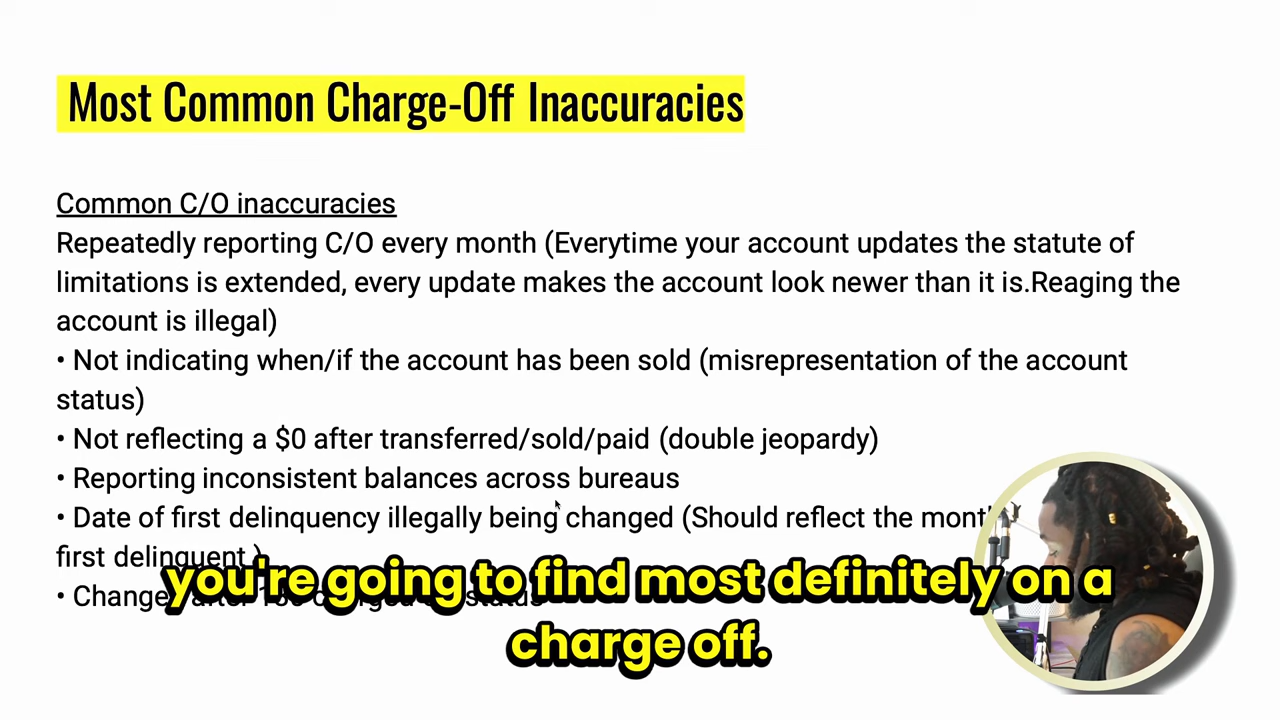 Most Common Charge-Off Inaccuracies
Common C/O inaccuracies
Repeatedly reporting C/O every month (Everytime your account updates the statute of
limitations is extended, every update makes the account look newer than it is.Reaging the
account is illegal)
• Not indicating when/if the account has been sold (misrepresentation of the account
status)
• Not reflecting a $0 after transferred/sold/paid (double jeopardy)
• Reporting inconsistent balances across bureaus
• Date of first delinquency illegally being changed (Should reflect the month
first delinquent )
• status
you're going to find most definitely on a
charge off.